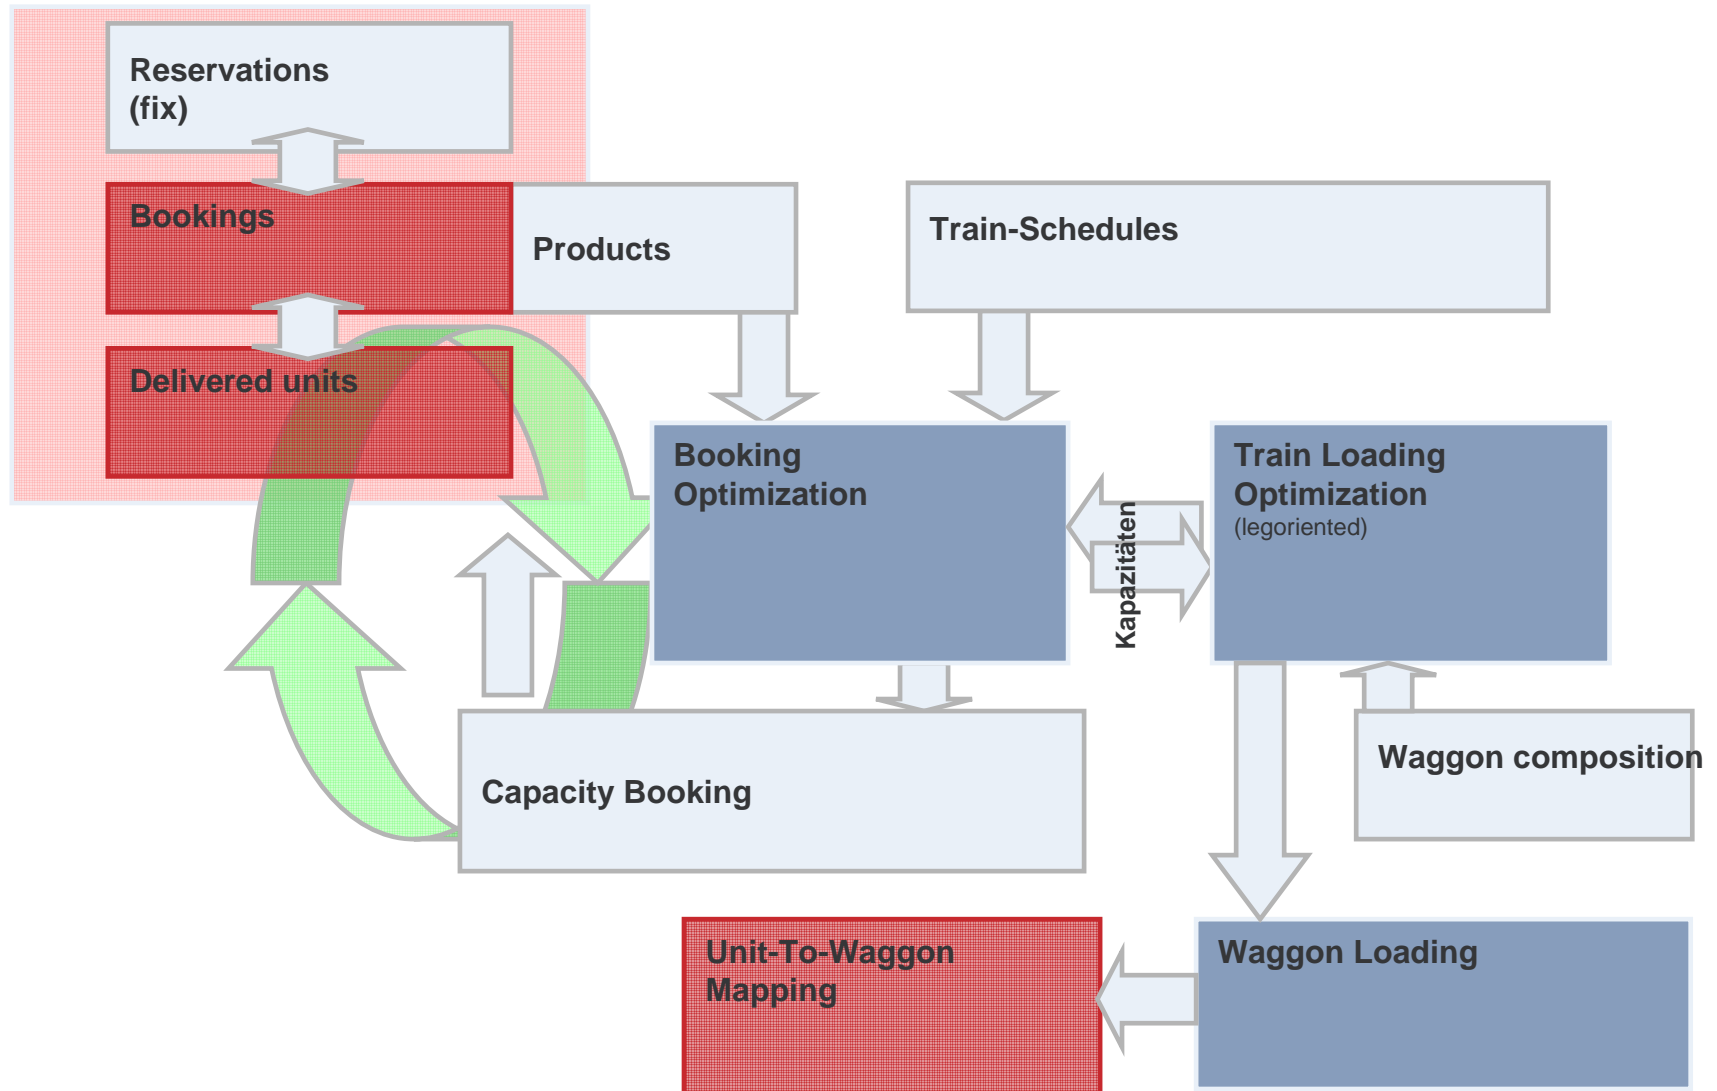 Reservations
(fix)
Bookings
Products
Train-Schedules
Delivered units
Booking
Optimization
Kapazitäten
Train Loading
Optimization
(legoriented)
Waggon composition
Capacity Booking
Unit-To-Waggon
Mapping
Waggon Loading